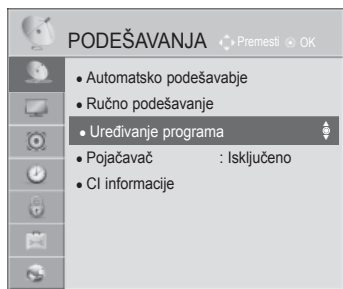 PODEŠAVANJA Premesti OK
• Automatsko podešavabje
• Ručno podešavanje
• Uređivanje programa
• Pojačavač : Isključeno
• CI informacije